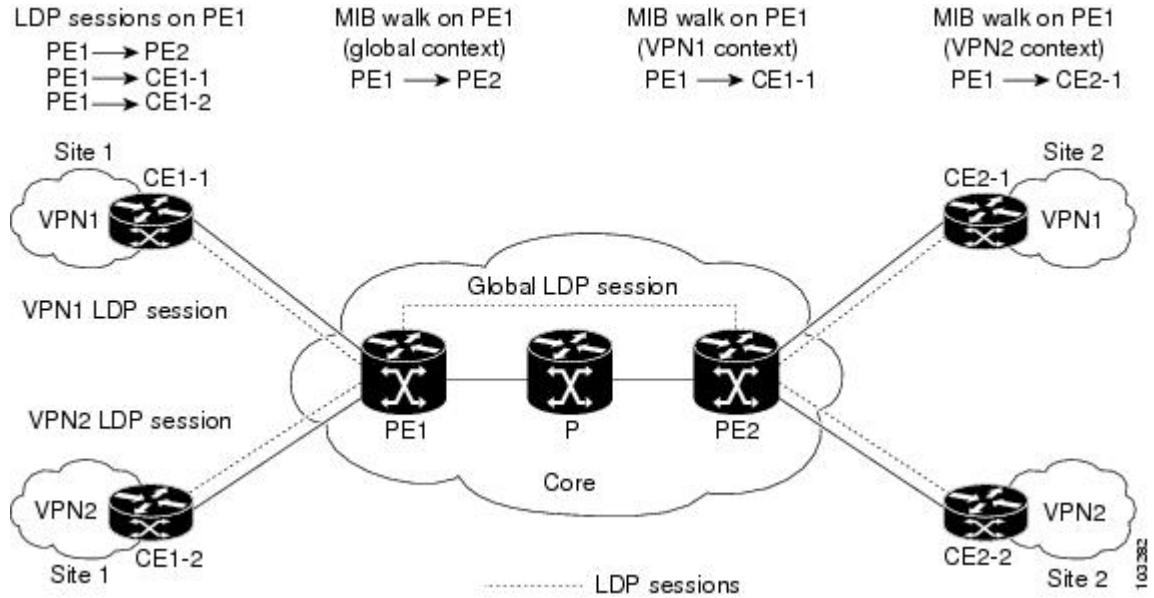 LDP sessions on PE1
PE1 → PE2
PE1 → CE1-1
PE1 → CE1-2
MIB walk on PE1
(global context)
PE1 → PE2
MIB walk on PE1
(VPN1 context)
PE1 → CE1-1
MIB walk on PE1
(VPN2 context)
PE1 → CE2-1
Site 1
CE1-1
VPN1
VPN1 LDP session
Site 2
CE2-1
VPN1
Global LDP session
PE1
P
PE2
Core
VPN2 LDP session
VPN2
CE1-2
Site 1
VPN2
CE2-2
Site 2
LDP sessions
103382